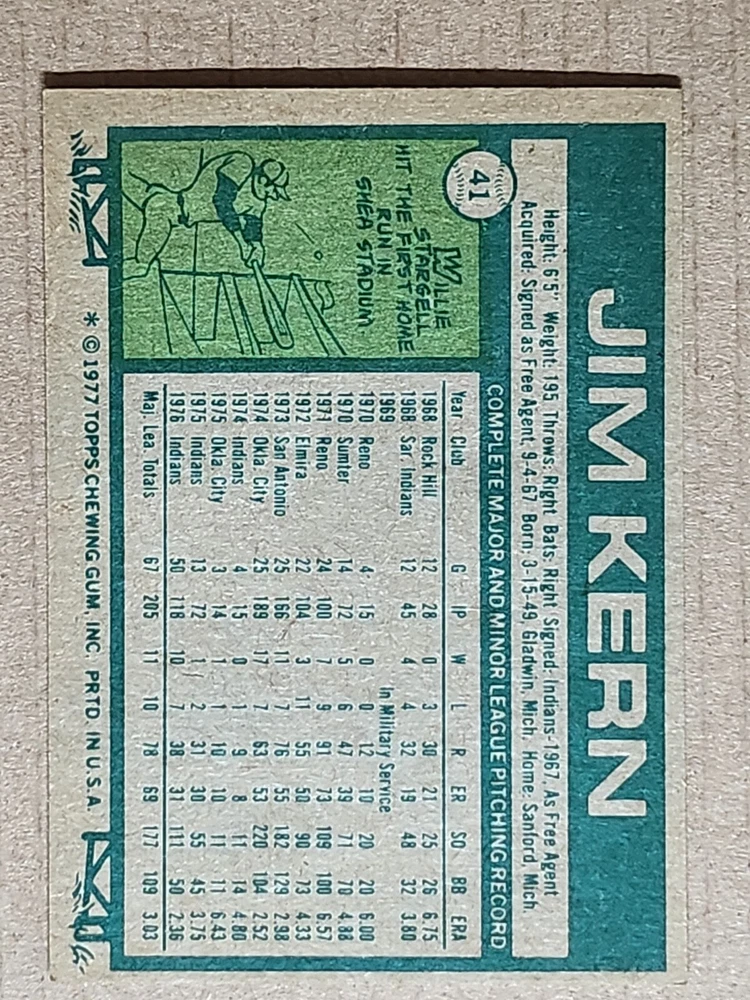 41
JIM KERN
Height: 6'5" Weight: 195 Throws: Right Bats: Right Signed: Indians-1967, As Free Agent
Acquired: Signed as Free Agent, 9-4-67 Born: 3-15-49, Gladwin, Mich. Home: Sanford, Mich.
COMPLETE MAJOR AND MINOR LEAGUE PITCHING RECORD
WILLIE
STARGELL
HIT THE FIRST HOME
RUN IN
SHEA STADIUM.
Year Club G IP W L R ER SO BB ERA
1968 Rock Hill 12 28 0 3 30 21 25 26 6.75
1968 Sar. Indians 12 45 4 4 32 19 48 32 3.80
1969 In Military Service
1970 Reno 4 15 0 0 12 10 20 20 6.00
1970 Sumter 14 72 5 6 47 39 71 70 4.88
1971 Reno 24 100 7 9 91 73 109 100 6.57
1972 Elmira 22 104 3 11 55 50 90 73 4.33
1973 San Antonio 25 166 11 7 76 55 182 129 2.98
1974 Okla. City 25 189 17 7 63 53 220 104 2.52
1974 Indians 4 15 0 1 9 8 11 14 4.80
1975 Okla. City 3 14 1 1 10 10 11 11 6.43
1975 Indians 13 72 1 2 31 30 55 45 3.75
1976 Indians 50 118 10 7 38 31 111 50 2.36
Maj. Lea. Totals 67 205 11 10 78 69 177 109 3.03
* © 1977 TOPPS CHEWING GUM, INC. PRTD. IN U.S.A.